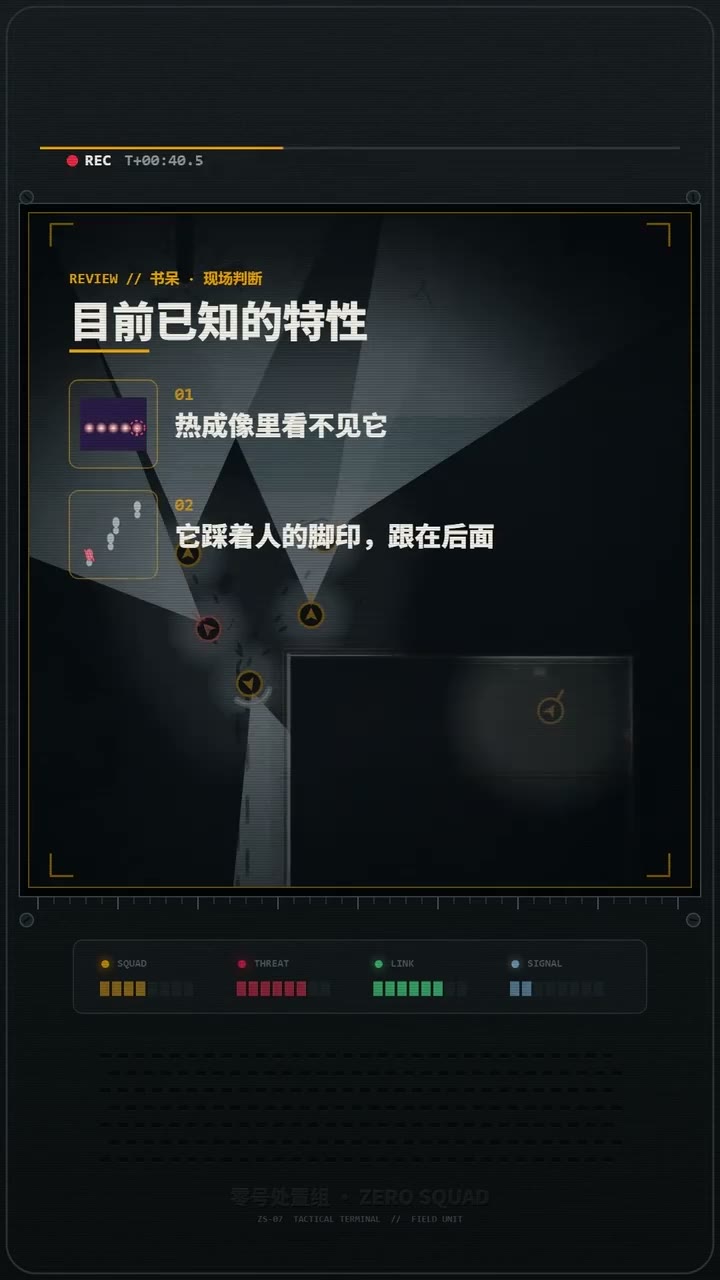 REC T+00:40.5
REVIEW // 书呆 · 现场判断
目前已知的特性
01
热成像里看不见它
02
它踩着人的脚印，跟在后面
SQUAD
THREAT
LINK
SIGNAL
零号处置组 · ZERO SQUAD
ZS-07 TACTICAL TERMINAL // FIELD UNIT